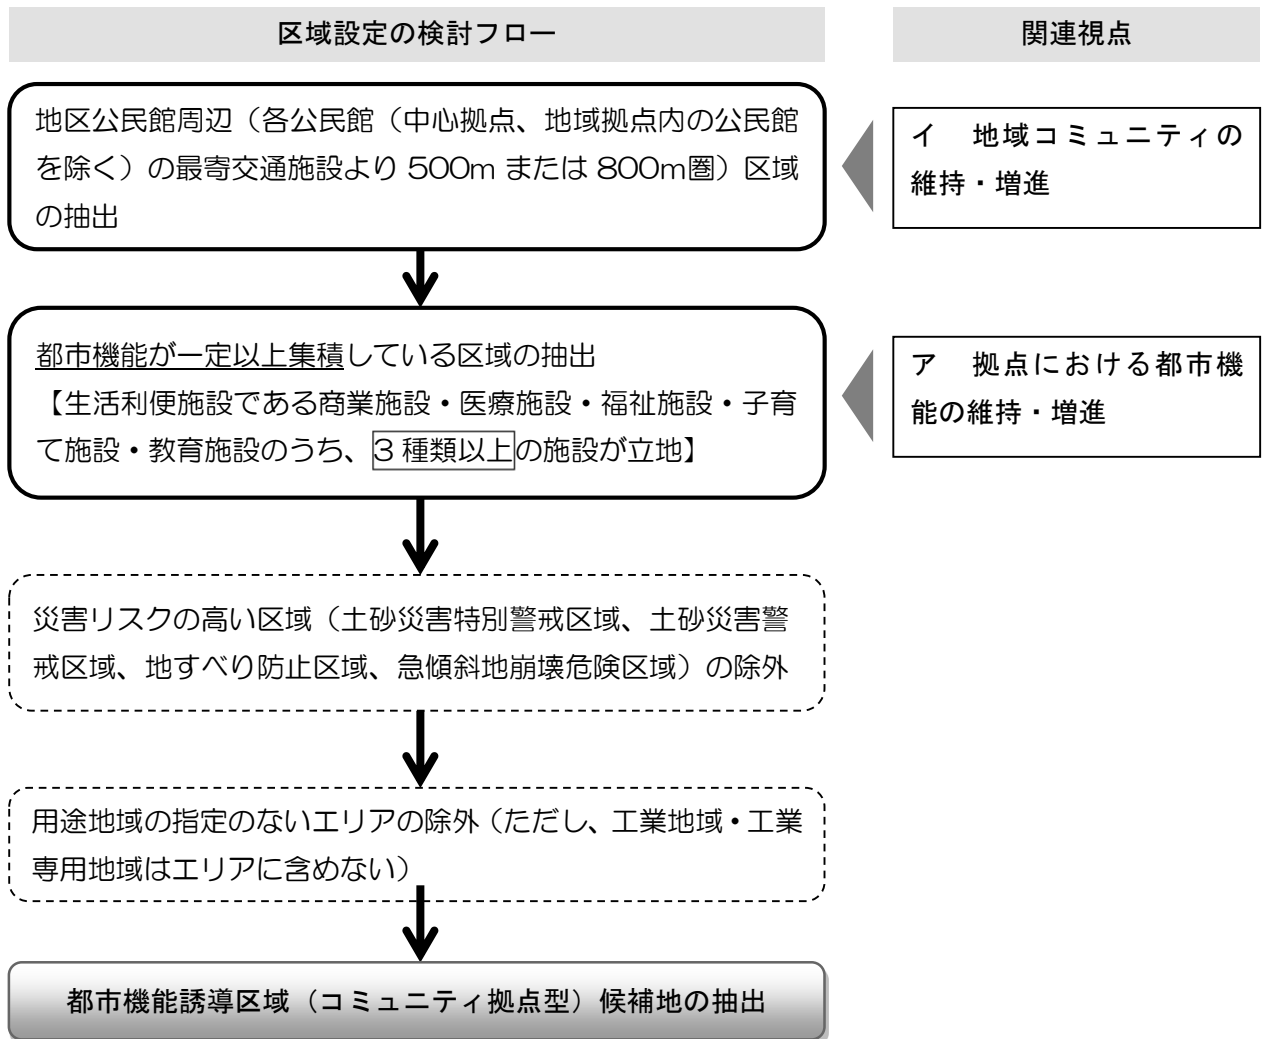 区域設定の検討フロー
関連視点
地区公民館周辺（各公民館（中心拠点、地域拠点内の公民館
を除く）の最寄交通施設より 500m または 800m圏）区域
の抽出
イ　地域コミュニティの
維持・増進
都市機能が一定以上集積している区域の抽出
【生活利便施設である商業施設・医療施設・福祉施設・子育
て施設・教育施設のうち、3 種類以上の施設が立地】
ア　拠点における都市機
能の維持・増進
災害リスクの高い区域（土砂災害特別警戒区域、土砂災害警
戒区域、地すべり防止区域、急傾斜地崩壊危険区域）の除外
用途地域の指定のないエリアの除外（ただし、工業地域・工業
専用地域はエリアに含めない）
都市機能誘導区域（コミュニティ拠点型）候補地の抽出